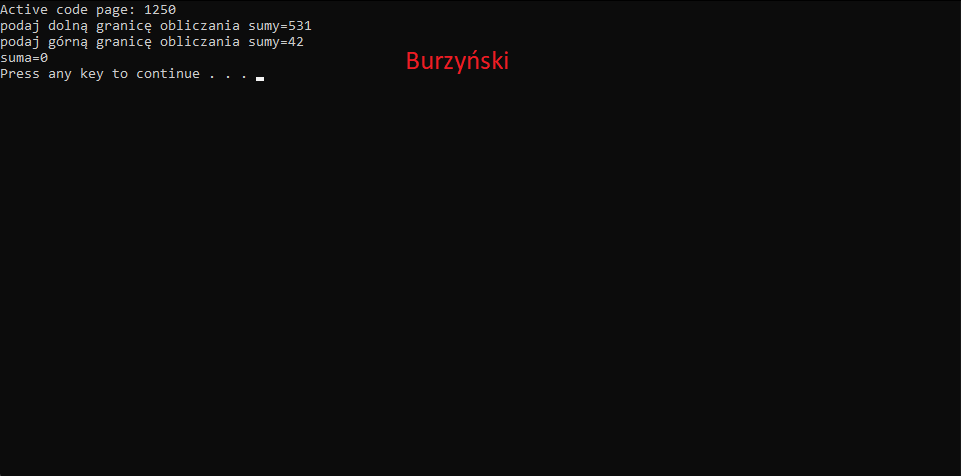 Active code page: 1250
podaj dolną granicę obliczania sumy=531
podaj górną granicę obliczania sumy=42
suma=0
Burzyński
Press any key to continue . . .